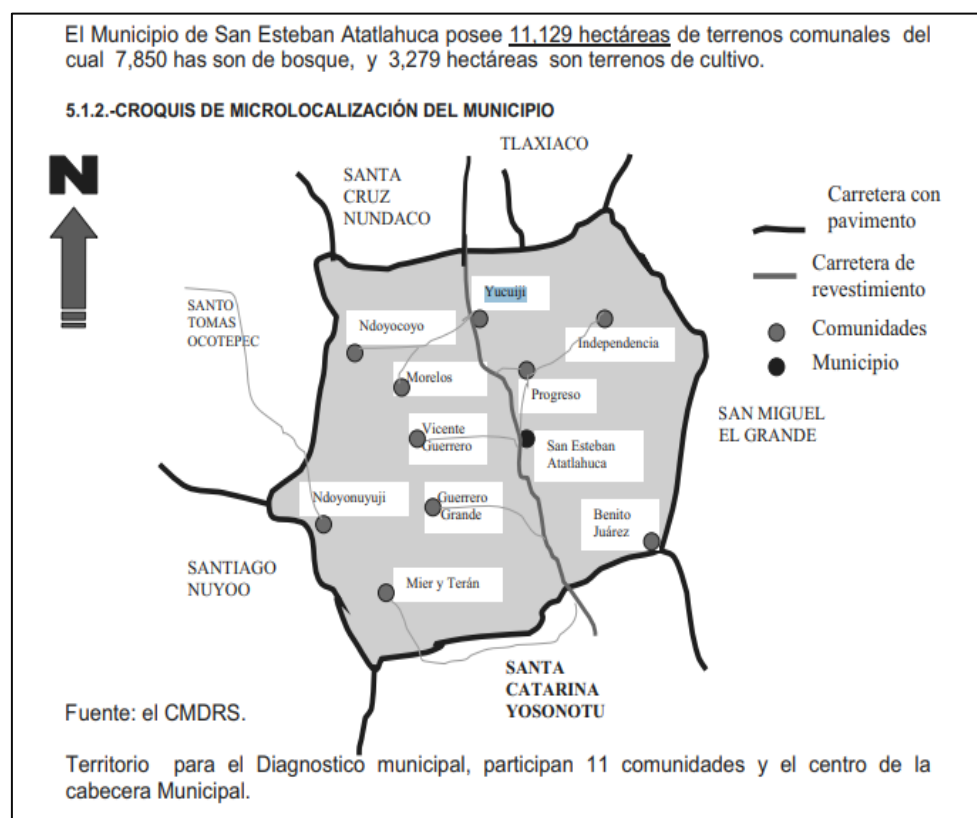 El Municipio de San Esteban Atatlahuca posee 11,129 hectáreas de terrenos comunales del
cual 7,850 has son de bosque, y 3,279 hectáreas son terrenos de cultivo.
5.1.2.-CROQUIS DE MICROLOCALIZACIÓN DEL MUNICIPIO
N
TLAXIACO
SANTA
CRUZ
NUNDACO
Carretera con
pavimento
Carretera de
revestimiento
Comunidades
Municipio
SANTO
TOMAS
OCOTEPEC
Yucuiji
Ndoyocoyo
Independencia
Morelos
Progreso
SAN MIGUEL
EL GRANDE
Vicente
Guerrero
San Esteban
Atatlahuca
Ndoyonuyuji
Guerrero
Grande
Benito
Juárez
SANTIAGO
NUYOO
Mier y Terán
SANTA
CATARINA
YOSONOTU
Fuente: el CMDRS.
Territorio para el Diagnostico municipal, participan 11 comunidades y el centro de la
cabecera Municipal.